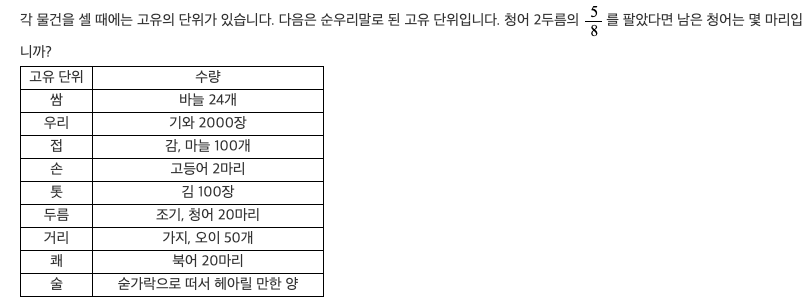 각 물건을 셀 때에는 고유의 단위가 있습니다. 다음은 순우리말로 된 고유 단위입니다. 청어 2두름의 5/8 를 팔았다면 남은 청어는 몇 마리입
니까?
고유 단위 수량
쌈 바늘 24개
우리 기와 2000장
접 감, 마늘 100개
손 고등어 2마리
톳 김 100장
두름 조기, 청어 20마리
거리 가지, 오이 50개
쾌 북어 20마리
술 숟가락으로 떠서 헤아릴 만한 양